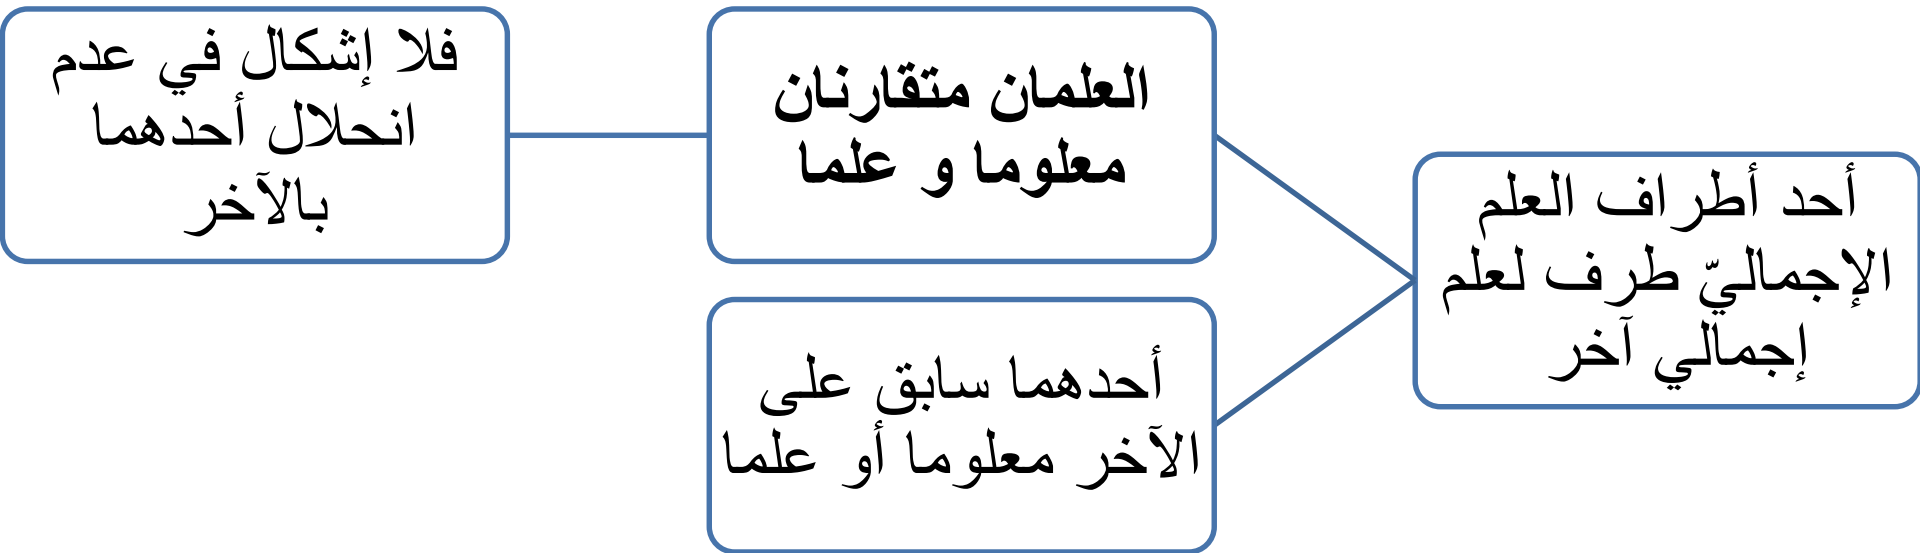 أحد أطراف العلم
الإجماليّ طرف لعلم
إجمالي آخر
العلمان متقارنان
معلوما و علما
فلا إشكال في عدم
انحلال أحدهما
بالآخر
أحدهما سابق على
الآخر معلوما أو علما